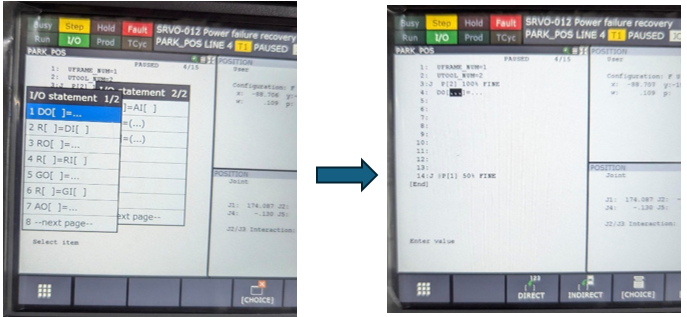 Busy Step Hold Fault SRVO-012 Power failure recovery
Run I/O Prod TCyc PARK_POS LINE 4 T1 PAUSED
PARK_POS
PAUSED 4/15
POSITION
User
1: UFRAME_NUM=1
2: UTOOL_NUM=2
3:J P[2]
Configuration: F
I/O statement 1/2
1 DO[ ]=...
2 R[ ]=DI[ ]
3 RO[ ]=...
4 R[ ]=RI[ ]
5 GO[ ]=...
6 R[ ]=GI[ ]
7 AO[ ]=...
8 --next page--
statement 2/2
]=AI[ ]
=(...)
=(...)
ext page--
x: -88.706
w: .109 p:
POSITION
Joint
J1: 174.087 J2:
J4: -.130 J5:
J2/J3 Interaction:
Select item
[CHOICE]
Busy Step Hold Fault SRVO-012 Power failure recovery
Run I/O Prod TCyc PARK_POS LINE 4 T1 PAUSED
PARK_POS
PAUSED 4/15
POSITION
User
1: UFRAME_NUM=1
2: UTOOL_NUM=2
3:J P[2] 100% FINE
4: DO[...]=...
5:
6:
7:
8:
9:
10:
11:
12:
13:
14:J @P[1] 50% FINE
[End]
Configuration: F
w: .109 p:
POSITION
Joint
J1: 174.087 J2:
J4: -.130 J5:
J2/J3 Interaction:
Enter value
123
DIRECT INDIRECT [CHOICE]